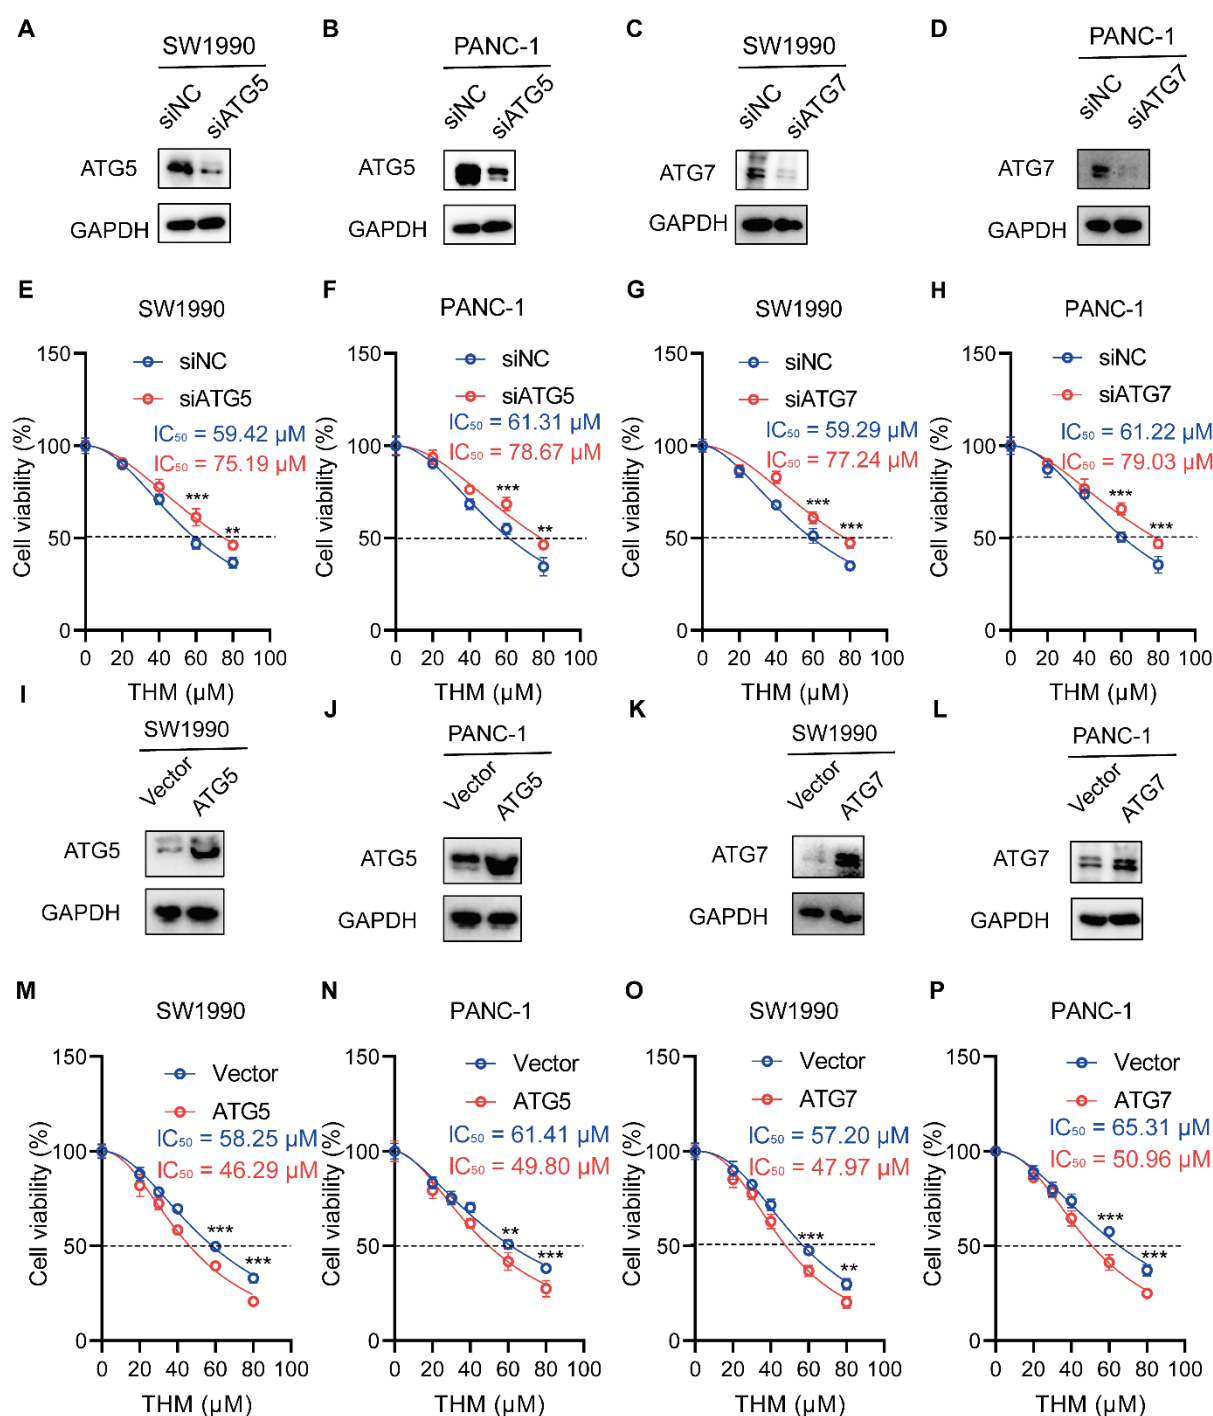 A
SW1990
siNC
siATG5
ATG5
GAPDH
B
PANC-1
siNC
siATG5
ATG5
GAPDH
C
SW1990
siNC
siATG7
ATG7
GAPDH
D
PANC-1
siNC
siATG7
ATG7
GAPDH
E
SW1990
siNC
siATG5
IC50 = 59.42 µM
IC50 = 75.19 µM
***
**
Cell viability (%)
150
100
50
0
0 20 40 60 80 100
THM (µM)
F
PANC-1
siNC
siATG5
IC50 = 61.31 µM
IC50 = 78.67 µM
***
**
Cell viability (%)
150
100
50
0
0 20 40 60 80 100
THM (µM)
G
SW1990
siNC
siATG7
IC50 = 59.29 µM
IC50 = 77.24 µM
***
***
Cell viability (%)
150
100
50
0
0 20 40 60 80 100
THM (µM)
H
PANC-1
siNC
siATG7
IC50 = 61.22 µM
IC50 = 79.03 µM
***
***
Cell viability (%)
150
100
50
0
0 20 40 60 80 100
THM (µM)
I
SW1990
Vector
ATG5
ATG5
GAPDH
J
PANC-1
Vector
ATG5
ATG5
GAPDH
K
SW1990
Vector
ATG7
ATG7
GAPDH
L
PANC-1
Vector
ATG7
ATG7
GAPDH
M
SW1990
Vector
ATG5
IC50 = 58.25 µM
IC50 = 46.29 µM
***
***
Cell viability (%)
150
100
50
0
0 20 40 60 80 100
THM (µM)
N
PANC-1
Vector
ATG5
IC50 = 61.41 µM
IC50 = 49.80 µM
**
***
Cell viability (%)
150
100
50
0
0 20 40 60 80 100
THM (µM)
O
SW1990
Vector
ATG7
IC50 = 57.20 µM
IC50 = 47.97 µM
***
**
Cell viability (%)
150
100
50
0
0 20 40 60 80 100
THM (µM)
P
PANC-1
Vector
ATG7
IC50 = 65.31 µM
IC50 = 50.96 µM
***
***
Cell viability (%)
150
100
50
0
0 20 40 60 80 100
THM (µM)